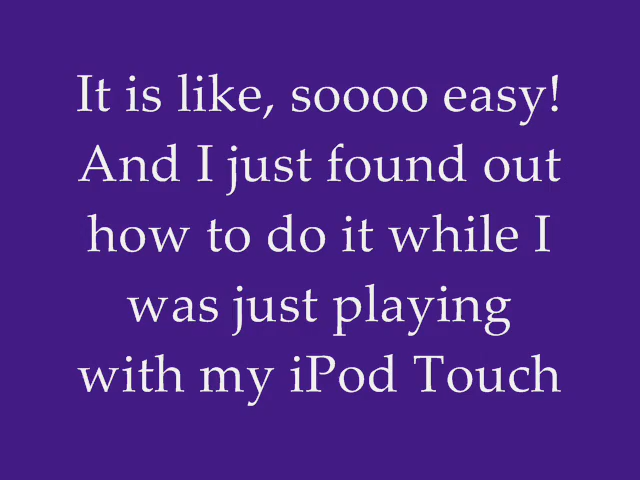 It is like, soooo easy!
And I just found out
how to do it while I
was just playing
with my iPod Touch